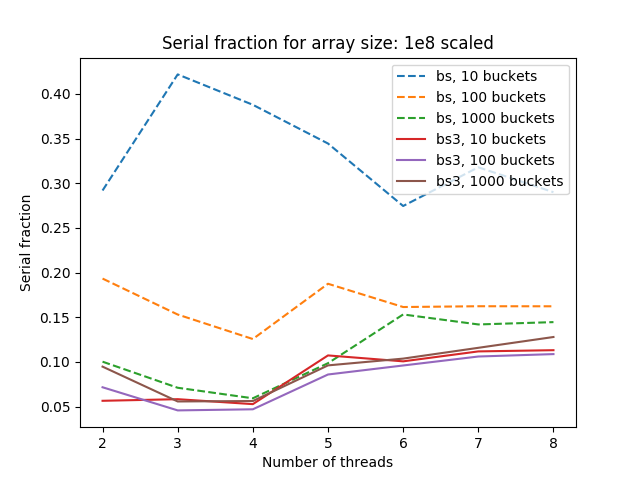 Serial fraction for array size: 1e8 scaled
bs, 10 buckets
bs, 100 buckets
bs, 1000 buckets
bs3, 10 buckets
bs3, 100 buckets
bs3, 1000 buckets
Serial fraction
0.40
0.35
0.30
0.25
0.20
0.15
0.10
0.05
2 3 4 5 6 7 8
Number of threads